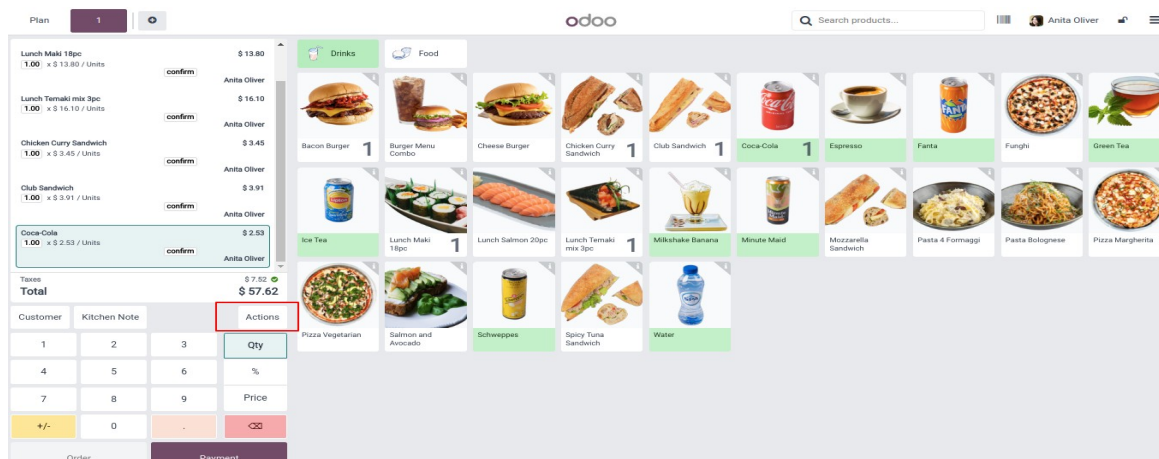 Plan
1
odoo
Search products...
Anita Oliver
Lunch Maki 18pc
$ 13.80
1.00 x $ 13.80 / Units
confirm
Anita Oliver
Lunch Temaki mix 3pc
$ 16.10
1.00 x $ 16.10 / Units
confirm
Anita Oliver
Chicken Curry Sandwich
$ 3.45
1.00 x $ 3.45 / Units
confirm
Anita Oliver
Club Sandwich
$ 3.91
1.00 x $ 3.91 / Units
confirm
Anita Oliver
Coca-Cola
$ 2.53
1.00 x $ 2.53 / Units
confirm
Anita Oliver
Taxes
$ 7.52
Total
$ 57.62
Customer
Kitchen Note
Actions
1
2
3
Qty
4
5
6
%
7
8
9
Price
+/-
0
.
Order
Payment
Drinks
Food
Bacon Burger
1
Burger Menu
Combo
Cheese Burger
Chicken Curry
Sandwich
1
Club Sandwich
1
Coca-Cola
1
Espresso
Fanta
Funghi
Green Tea
Ice Tea
Lunch Maki
18pc
1
Lunch Salmon 20pc
Lunch Temaki
mix 3pc
1
Milkshake Banana
Minute Maid
Mozzarella
Sandwich
Pasta 4 Formaggi
Pasta Bolognese
Pizza Margherita
Pizza Vegetarian
Salmon and
Avocado
Schweppes
Spicy Tuna
Sandwich
Water